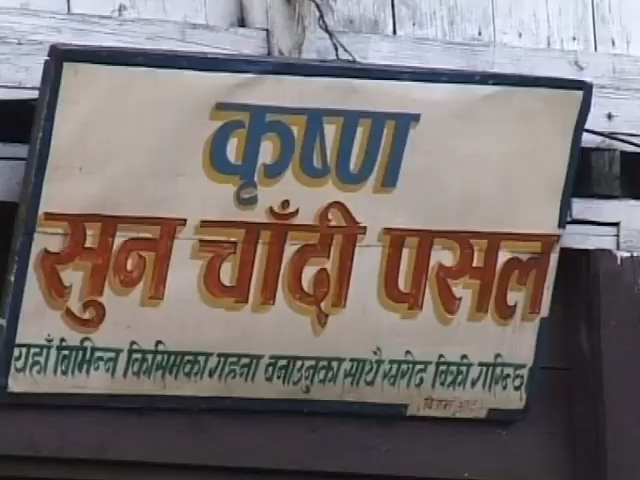 कृष्ण
सुन चाँदी पसल
यहाँ बिभिन्न किसिमका गहना बनाउनुका साथै खरीद बिक्री गरिन्छ